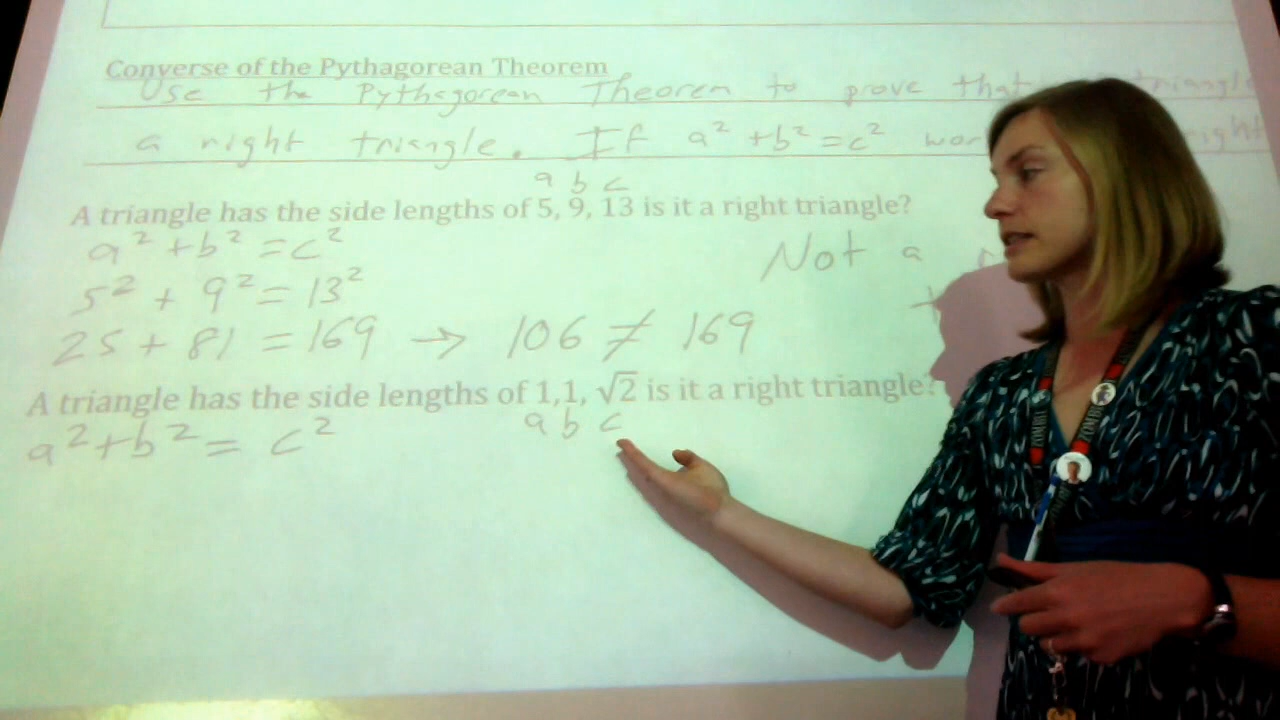 Converse of the Pythagorean Theorem
Use the Pythagorean Theorem to prove that triangle
a right triangle. If a² + b² = c² right
a b c
A triangle has the side lengths of 5, 9, 13 is it a right triangle?
a² + b² = c²
Not a
5² + 9² = 13²
25 + 81 = 169 → 106 ≠ 169
A triangle has the side lengths of 1,1, √2 is it a right triangle?
a b c
a² + b² = c²